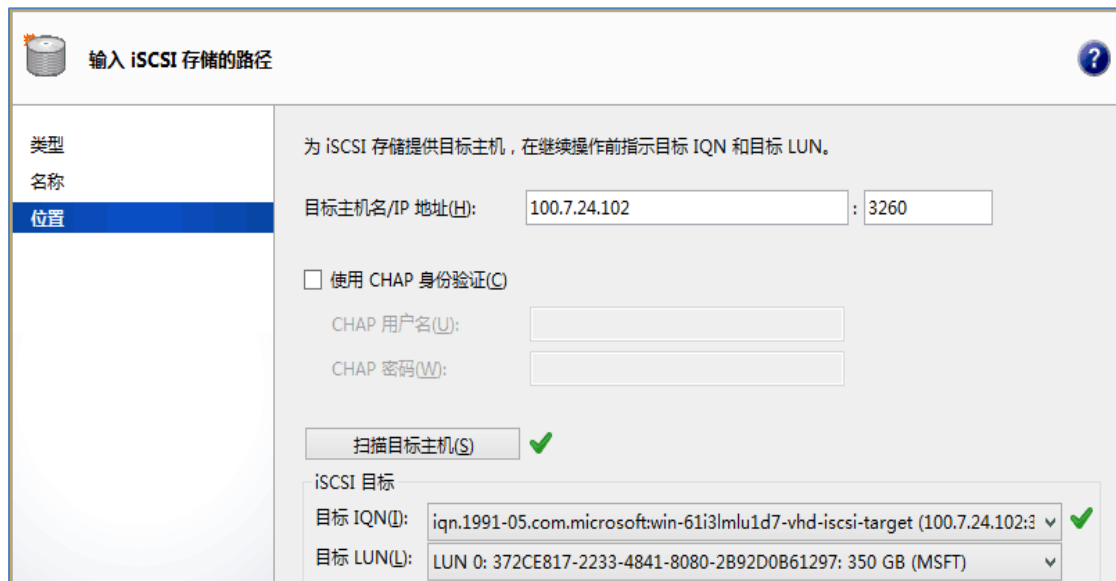 输入 iSCSI 存储的路径
?
类型
名称
位置
为 iSCSI 存储提供目标主机，在继续操作前指示目标 IQN 和目标 LUN。
目标主机名/IP 地址(H): 100.7.24.102 : 3260
使用 CHAP 身份验证(C)
CHAP 用户名(U):
CHAP 密码(W):
扫描目标主机(S)
iSCSI 目标
目标 IQN(I): iqn.1991-05.com.microsoft:win-61i3lmlu1d7-vhd-iscsi-target (100.7.24.102:3
目标 LUN(L): LUN 0: 372CE817-2233-4841-8080-2B92D0B61297: 350 GB (MSFT)